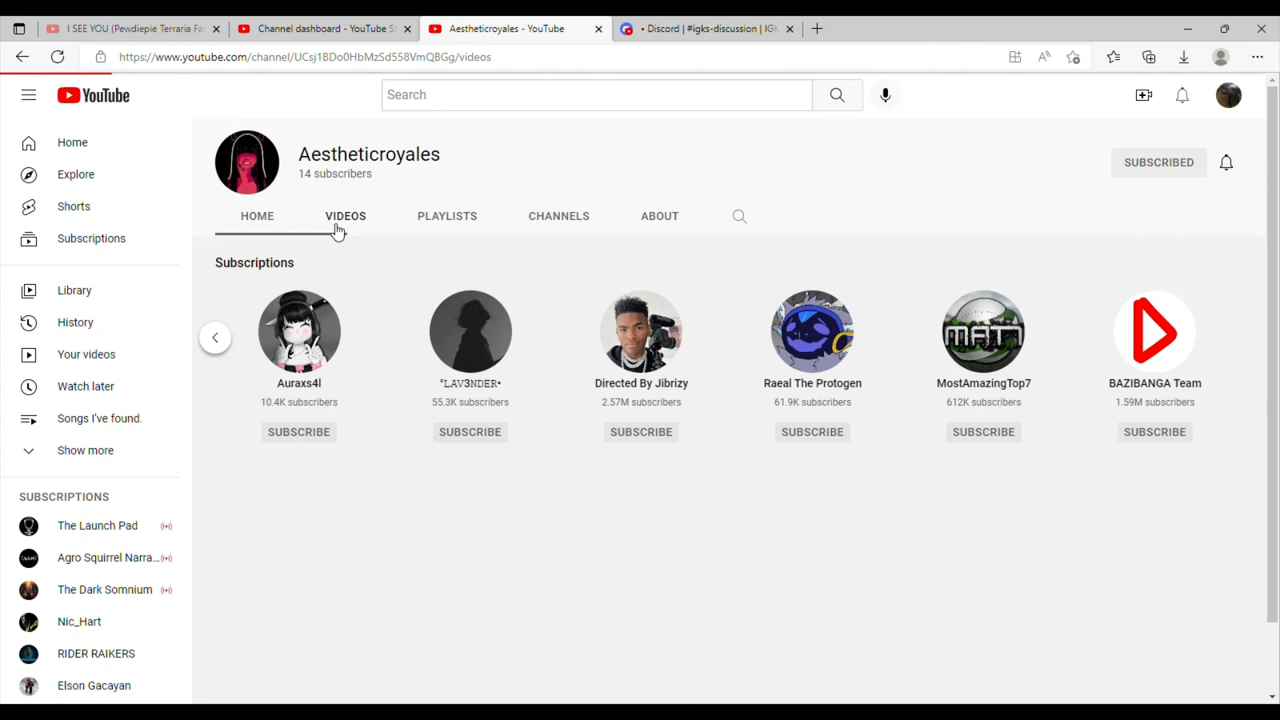 I SEE YOU (Pewdiepie Terraria Fa
Channel dashboard - YouTube S
Aestheticroyales - YouTube
• Discord | #igks-discussion | IGK
https://www.youtube.com/channel/UCsj1BDo0HbMzSd558VmQBGg/videos
YouTube
Search
Home
Explore
Shorts
Subscriptions
Library
History
Your videos
Watch later
Songs I've found.
Show more
SUBSCRIPTIONS
The Launch Pad
Agro Squirrel Narra...
The Dark Somnium
Nic_Hart
RIDER RAIKERS
Elson Gacayan
Aestheticroyales
14 subscribers
SUBSCRIBED
HOME VIDEOS PLAYLISTS CHANNELS ABOUT
Subscriptions
MATT
Auraxs4l °LAV3NDER• Directed By Jibrizy Raeal The Protogen MostAmazingTop7 BAZIBANGA Team
10.4K subscribers 55.3K subscribers 2.57M subscribers 61.9K subscribers 612K subscribers 1.59M subscribers
SUBSCRIBE SUBSCRIBE SUBSCRIBE SUBSCRIBE SUBSCRIBE SUBSCRIBE